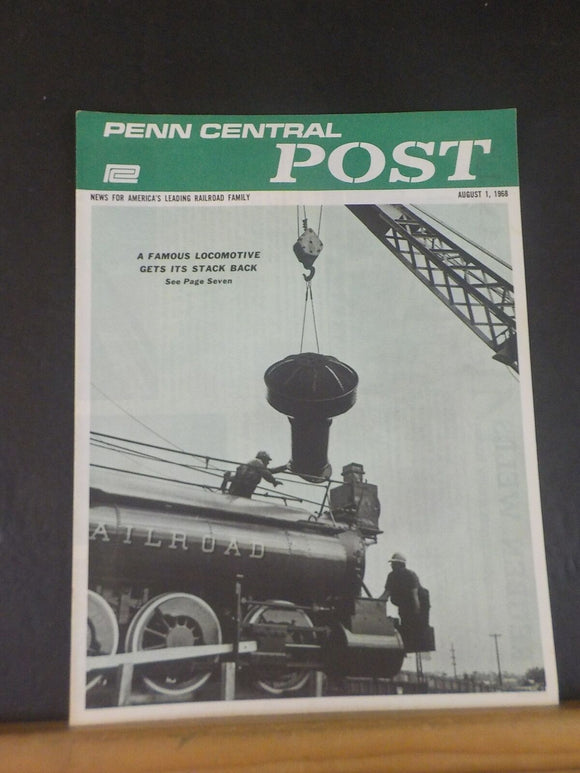 PENN CENTRAL
POST
NEWS FOR AMERICA'S LEADING RAILROAD FAMILY
AUGUST 1, 1968
A FAMOUS LOCOMOTIVE
GETS ITS STACK BACK
See Page Seven
AILROAD